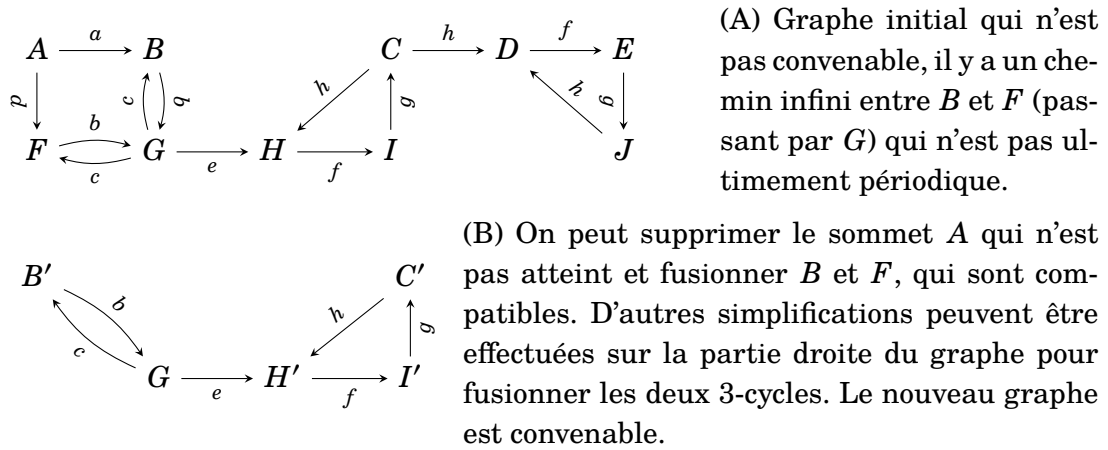 a
h
f
A B C D E
d c b h g h g
b
F G H I J
c
e
f
(A) Graphe initial qui n'est
pas convenable, il y a un che-
min infini entre B et F (pas-
sant par G) qui n'est pas ul-
timement périodique.
B′ C′
b
c
h
g
G H′ I′
e
f
(B) On peut supprimer le sommet A qui n'est
pas atteint et fusionner B et F, qui sont com-
patibles. D'autres simplifications peuvent être
effectuées sur la partie droite du graphe pour
fusionner les deux 3-cycles. Le nouveau graphe
est convenable.